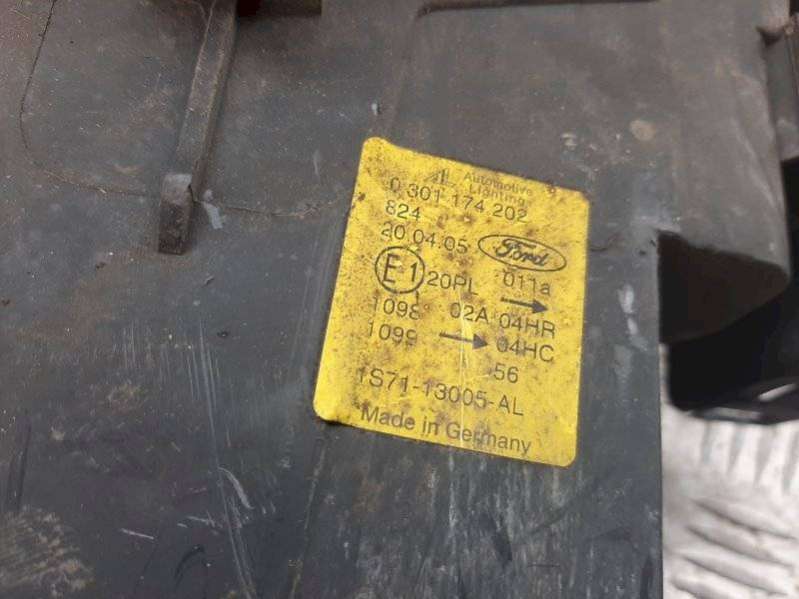 Automotive
Lighting
0 301 174 202
824
20.04.05 Ford
E1 20PL 011a
1098 02A 04HR
1099 04HC
56
1S71-13005-AL
Made in Germany